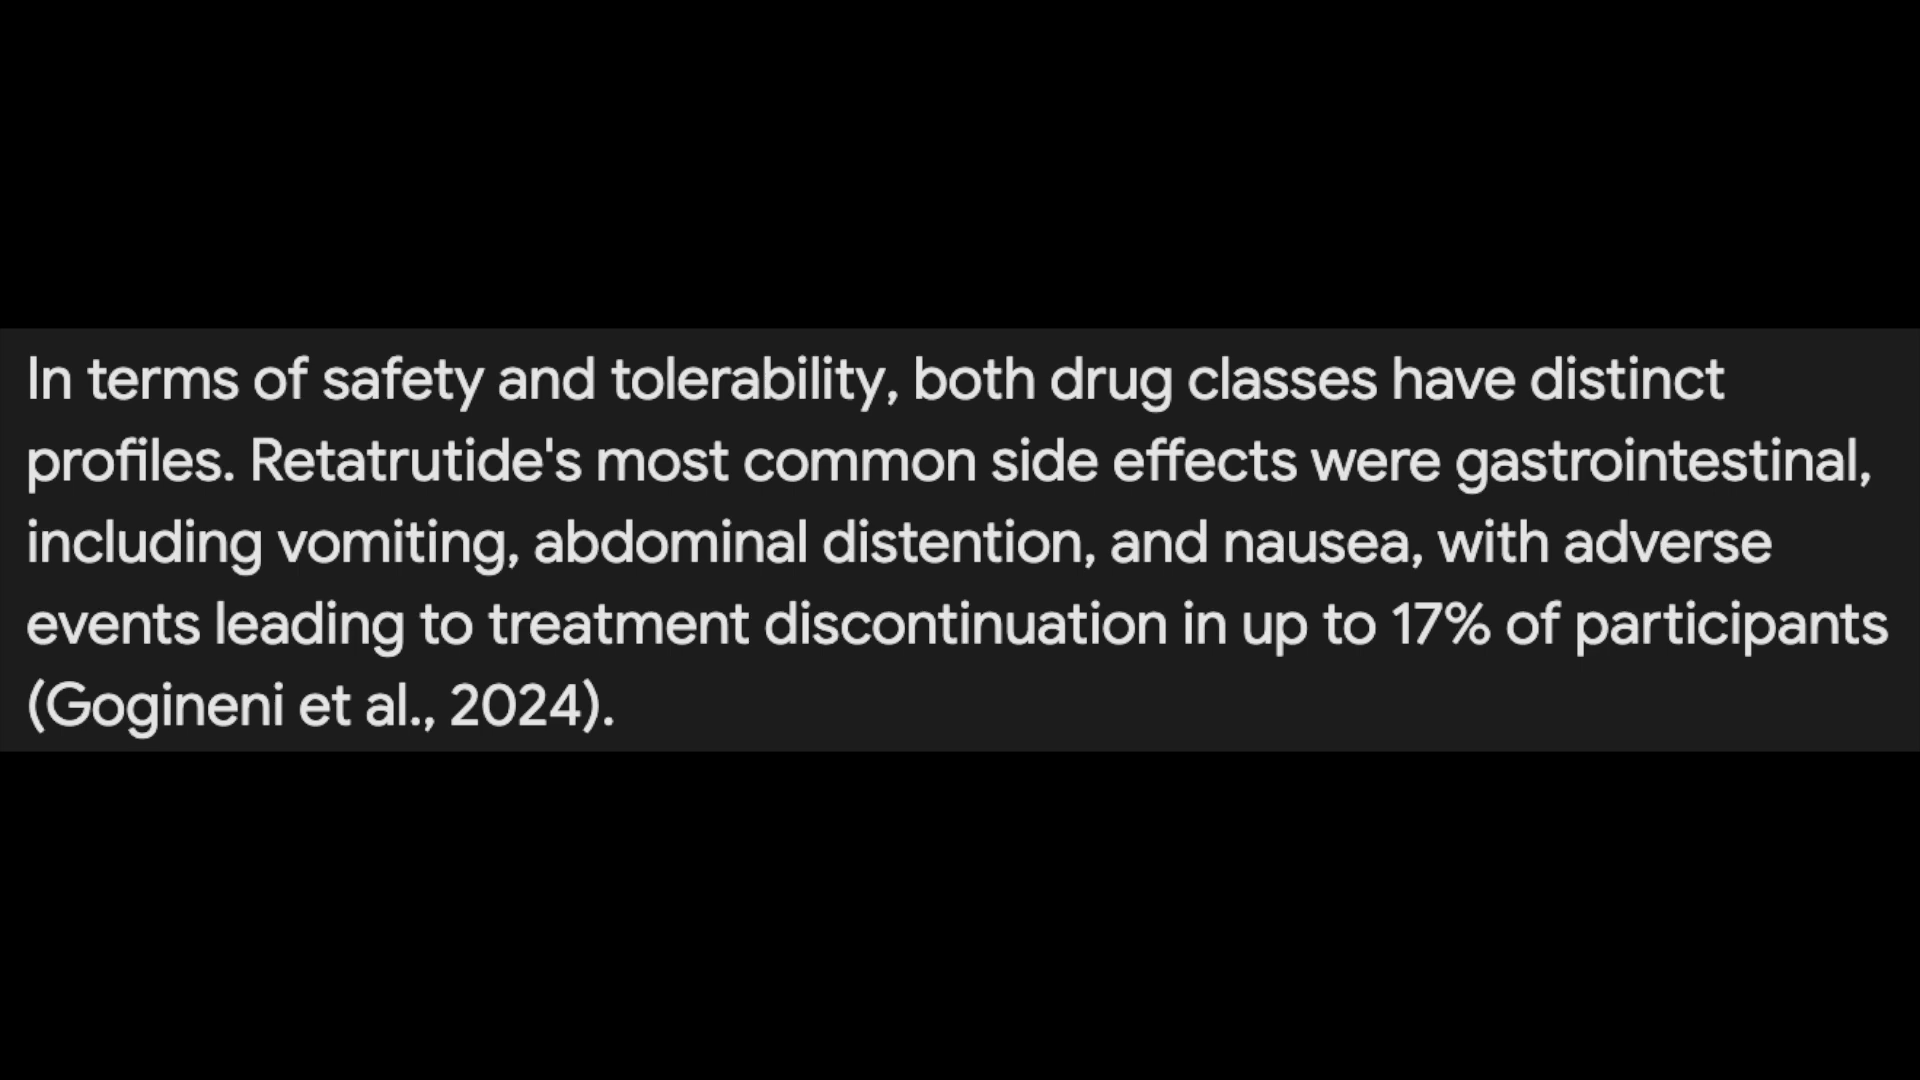 In terms of safety and tolerability, both drug classes have distinct
profiles. Retatrutide's most common side effects were gastrointestinal,
including vomiting, abdominal distention, and nausea, with adverse
events leading to treatment discontinuation in up to 17% of participants
(Gogineni et al., 2024).